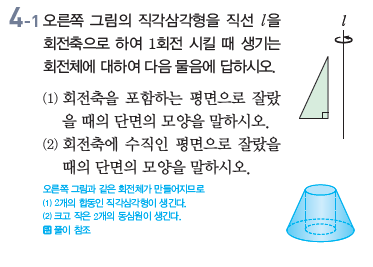 4-1 오른쪽 그림의 직각삼각형을 직선 l을
회전축으로 하여 1회전 시킬 때 생기는
회전체에 대하여 다음 물음에 답하시오.
(1) 회전축을 포함하는 평면으로 잘랐
을 때의 단면의 모양을 말하시오.
(2) 회전축에 수직인 평면으로 잘랐을
때의 단면의 모양을 말하시오.
오른쪽 그림과 같은 회전체가 만들어지므로
(1) 2개의 합동인 직각삼각형이 생긴다.
(2) 크고 작은 2개의 동심원이 생긴다.
답 풀이 참조
l